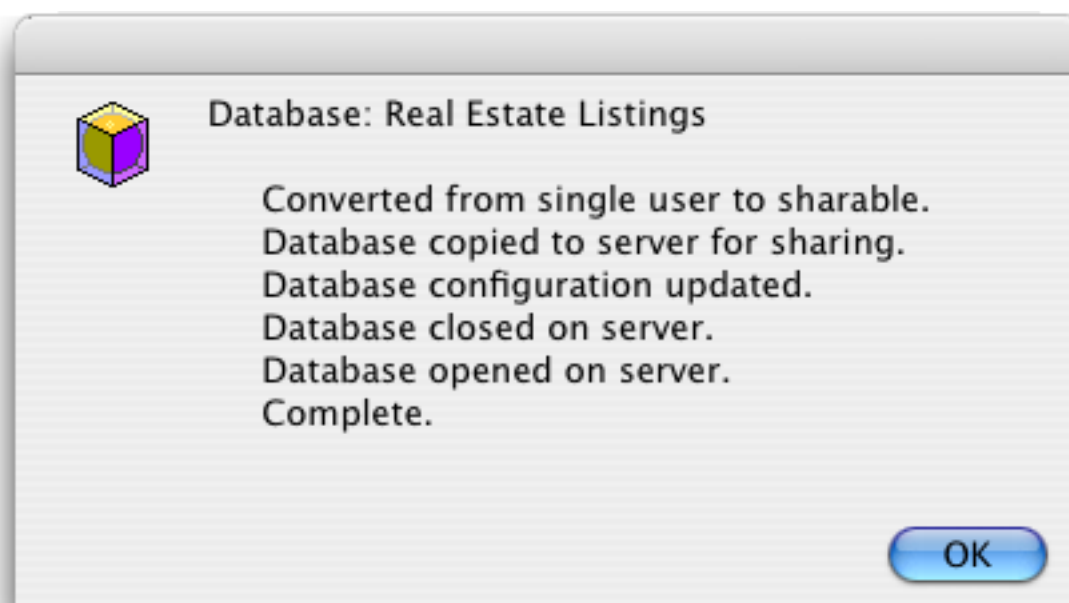 Database: Real Estate Listings
Converted from single user to sharable.
Database copied to server for sharing.
Database configuration updated.
Database closed on server.
Database opened on server.
Complete.
OK